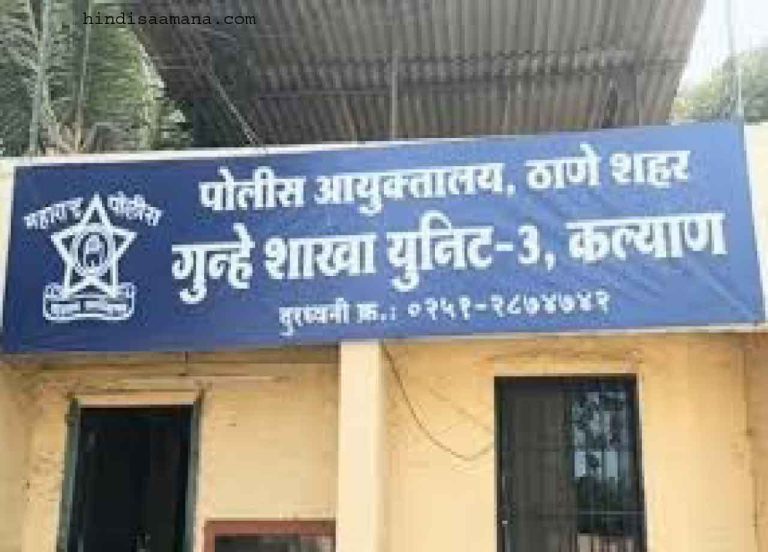 hindisaamana.com
महाराष्ट्र पोलीस
पोलीस आयुक्तालय, ठाणे शहर
गुन्हे शाखा युनिट-3, कल्याण
दुरध्वनी क्र.: ०२५१-२८७४७४२